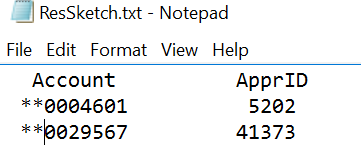 ResSketch.txt - Notepad
File Edit Format View Help
Account ApprID
**0004601 5202
**0029567 41373